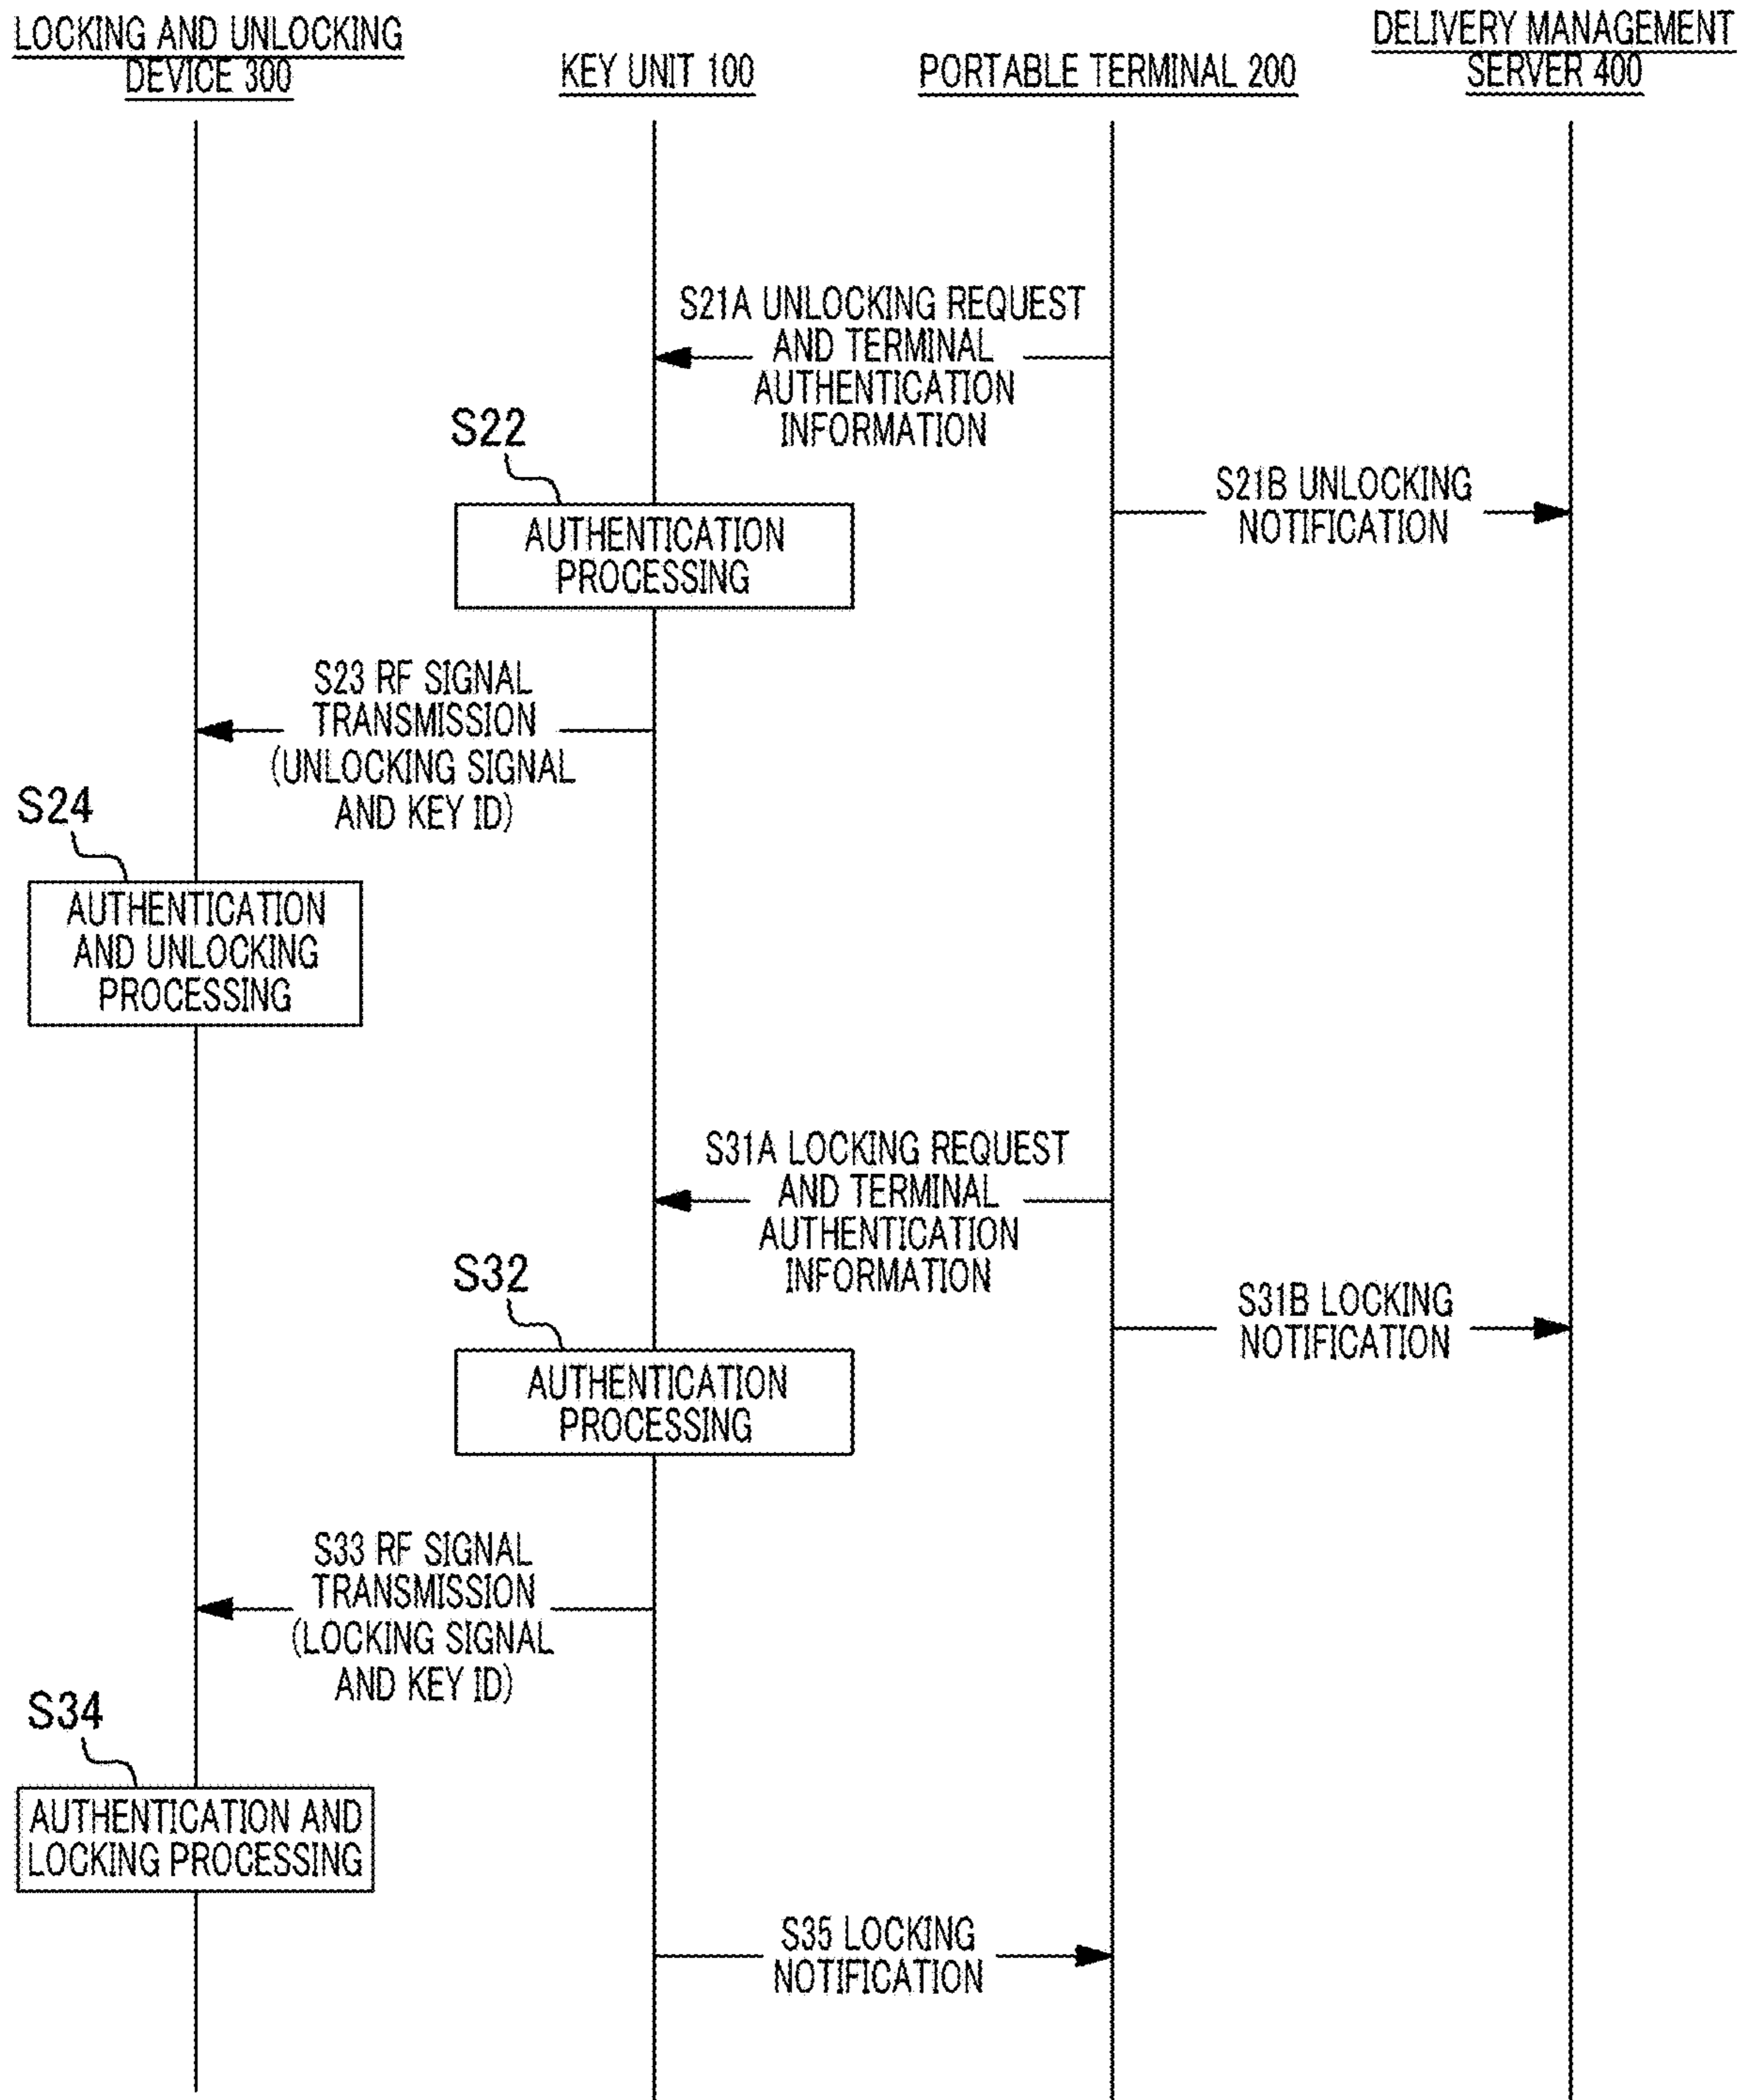 LOCKING AND UNLOCKING
DEVICE 300
KEY UNIT 100
PORTABLE TERMINAL 200
DELIVERY MANAGEMENT
SERVER 400
S21A UNLOCKING REQUEST
AND TERMINAL
AUTHENTICATION
INFORMATION
S22
AUTHENTICATION
PROCESSING
S21B UNLOCKING
NOTIFICATION
S23 RF SIGNAL
TRANSMISSION
(UNLOCKING SIGNAL
AND KEY ID)
S24
AUTHENTICATION
AND UNLOCKING
PROCESSING
S31A LOCKING REQUEST
AND TERMINAL
AUTHENTICATION
INFORMATION
S32
AUTHENTICATION
PROCESSING
S31B LOCKING
NOTIFICATION
S33 RF SIGNAL
TRANSMISSION
(LOCKING SIGNAL
AND KEY ID)
S34
AUTHENTICATION AND
LOCKING PROCESSING
S35 LOCKING
NOTIFICATION